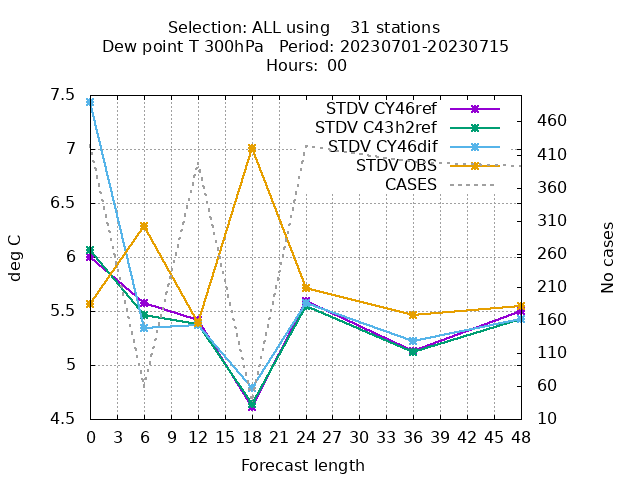 Selection: ALL using    31 stations
Dew point T 300hPa   Period: 20230701-20230715
Hours: 00
STDV CY46ref
STDV C43h2ref
STDV CY46dif
STDV OBS
CASES
7.5
7
6.5
6
5.5
5
4.5
deg C
460
410
360
310
260
210
160
110
60
10
No cases
0 3 6 9 12 15 18 21 24 27 30 33 36 39 42 45 48
Forecast length